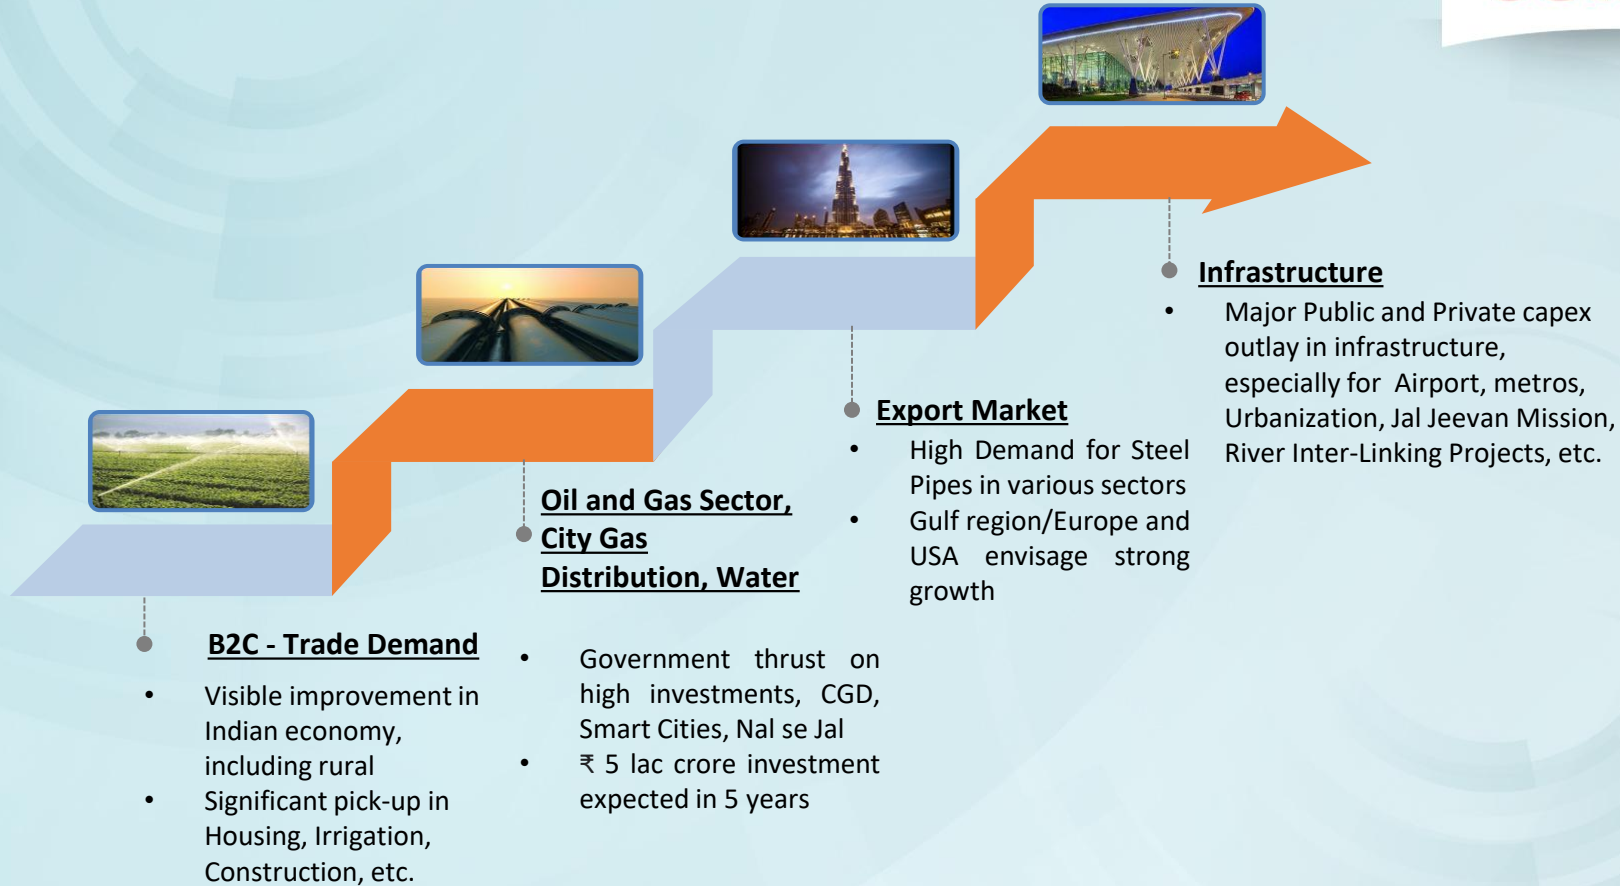 B2C - Trade Demand
• Visible improvement in
Indian economy,
including rural
• Significant pick-up in
Housing, Irrigation,
Construction, etc.
Oil and Gas Sector,
City Gas
Distribution, Water
• Government thrust on
high investments, CGD,
Smart Cities, Nal se Jal
• ₹ 5 lac crore investment
expected in 5 years
Export Market
• High Demand for Steel
Pipes in various sectors
• Gulf region/Europe and
USA envisage strong
growth
Infrastructure
• Major Public and Private capex
outlay in infrastructure,
especially for Airport, metros,
Urbanization, Jal Jeevan Mission,
River Inter-Linking Projects, etc.